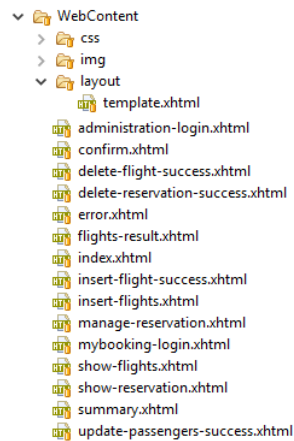 WebContent
css
img
layout
template.xhtml
administration-login.xhtml
confirm.xhtml
delete-flight-success.xhtml
delete-reservation-success.xhtml
error.xhtml
flights-result.xhtml
index.xhtml
insert-flight-success.xhtml
insert-flights.xhtml
manage-reservation.xhtml
mybooking-login.xhtml
show-flights.xhtml
show-reservation.xhtml
summary.xhtml
update-passengers-success.xhtml